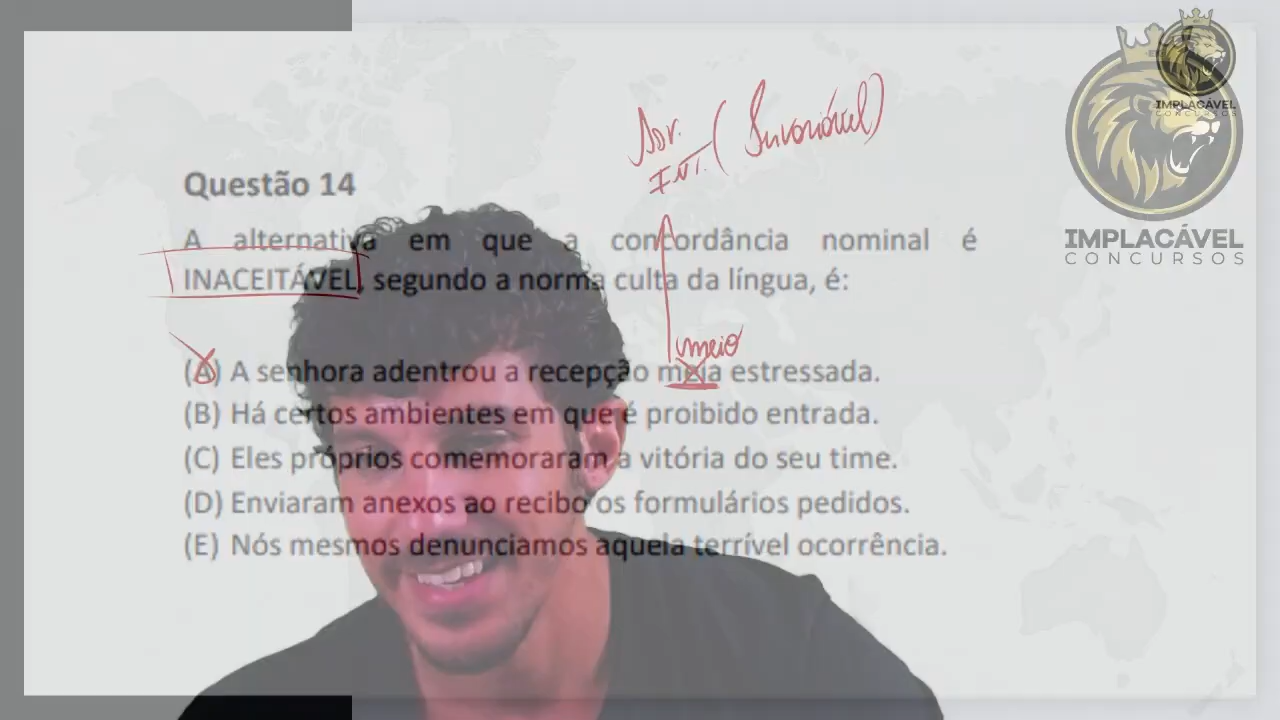 IMPLACÁVEL
CONCURSOS
IMPLACÁVEL
CONCURSOS
Adv.
INT. (Invariável)
Questão 14
A alternativa em que a concordância nominal é
INACEITÁVEL, segundo a norma culta da língua, é:
meio
(A) A senhora adentrou a recepção meia estressada.
(B) Há certos ambientes em que é proibido entrada.
(C) Eles próprios comemoraram a vitória do seu time.
(D) Enviaram anexos ao recibo os formulários pedidos.
(E) Nós mesmos denunciamos aquela terrível ocorrência.